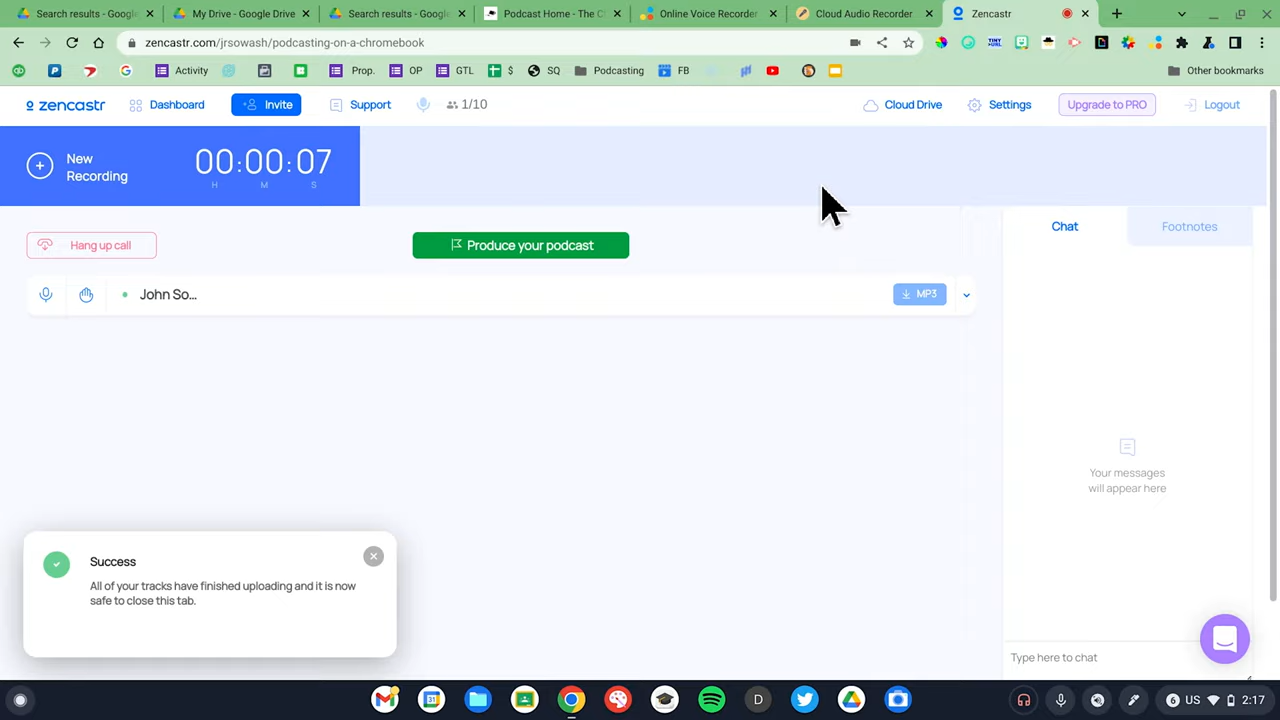 Search results - Google
My Drive - Google Drive
Search results - Google
Podcast Home - The C
Online Voice Recorder
Cloud Audio Recorder
Zencastr
zencastr.com/jrsowash/podcasting-on-a-chromebook
Activity
Prop.
OP
GTL
$
SQ
Podcasting
FB
Other bookmarks
zencastr
Dashboard
Invite
Support
1/10
Cloud Drive
Settings
Upgrade to PRO
Logout
New
Recording
00:00:07
H M S
Hang up call
Produce your podcast
Chat
Footnotes
John So...
MP3
Your messages
will appear here
Success
All of your tracks have finished uploading and it is now
safe to close this tab.
Type here to chat
31
D
6 US 2:17